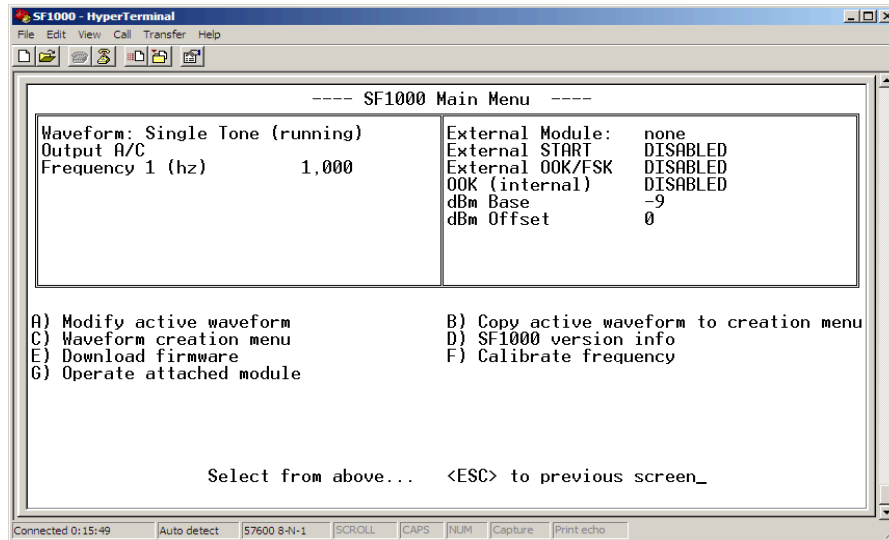 SF1000 - HyperTerminal
File Edit View Call Transfer Help
---- SF1000 Main Menu ----
Waveform: Single Tone (running)
Output A/C
Frequency 1 (hz) 1,000
External Module: none
External START DISABLED
External OOK/FSK DISABLED
OOK (internal) DISABLED
dBm Base -9
dBm Offset 0
A) Modify active waveform B) Copy active waveform to creation menu
C) Waveform creation menu D) SF1000 version info
E) Download firmware F) Calibrate frequency
G) Operate attached module
Select from above... <ESC> to previous screen_
Connected 0:15:49 Auto detect 57600 8-N-1 SCROLL CAPS NUM Capture Print echo